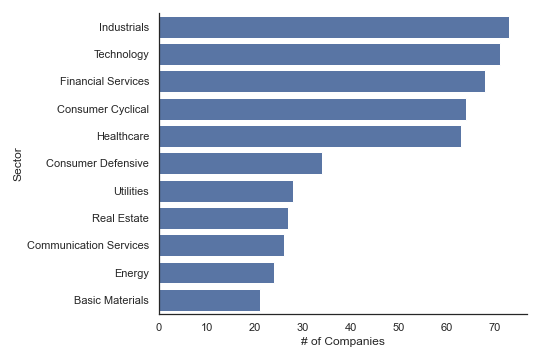 Industrials
Technology
Financial Services
Consumer Cyclical
Healthcare
Consumer Defensive
Utilities
Real Estate
Communication Services
Energy
Basic Materials
Sector
0 10 20 30 40 50 60 70
# of Companies